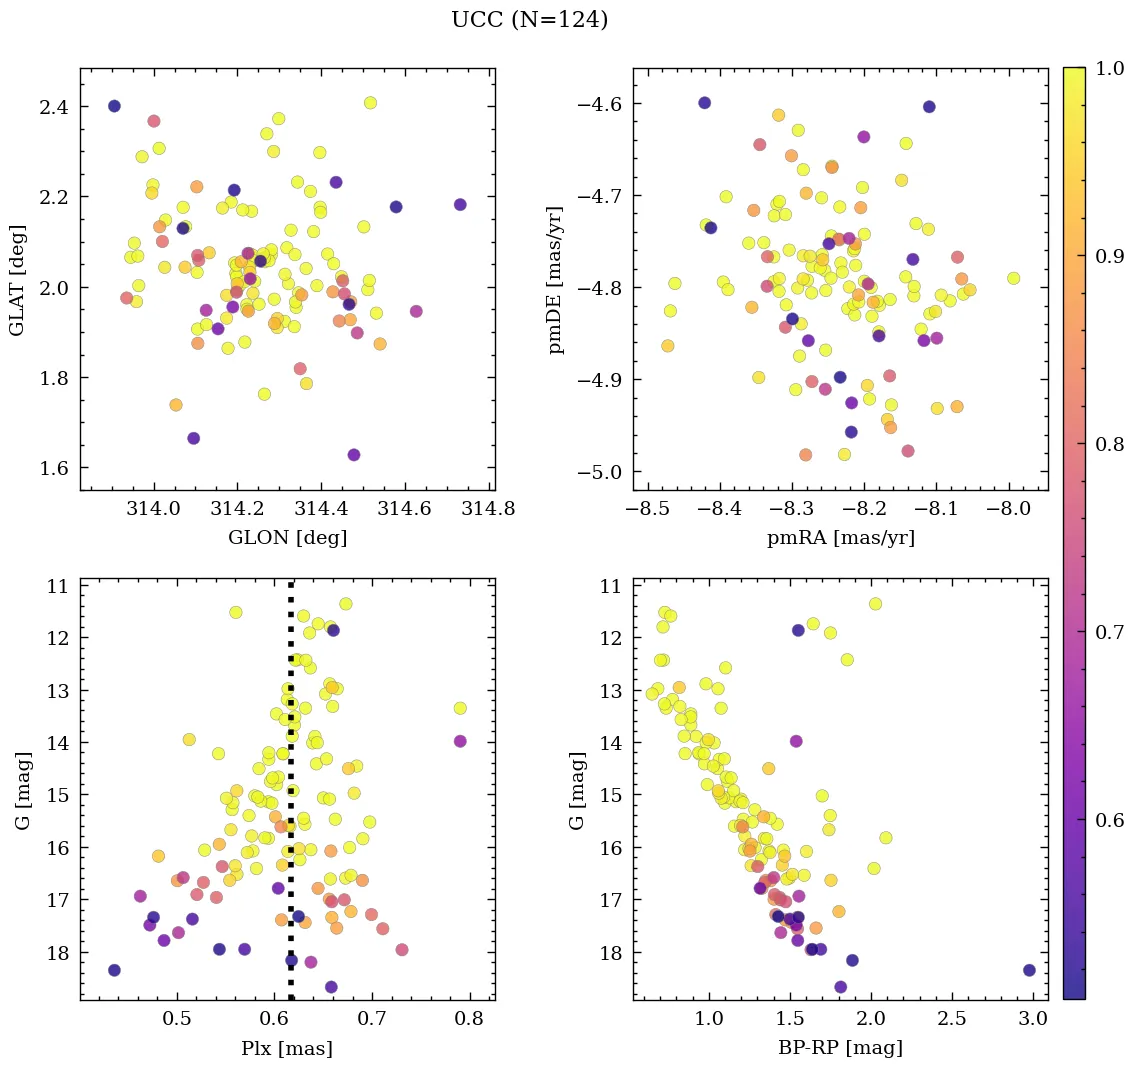 UCC (N=124)
2.4
2.2
2.0
1.8
1.6
GLAT [deg]
314.0 314.2 314.4 314.6 314.8
GLON [deg]
−4.6
−4.7
−4.8
−4.9
−5.0
pmDE [mas/yr]
−8.5 −8.4 −8.3 −8.2 −8.1 −8.0
pmRA [mas/yr]
11
12
13
14
15
16
17
18
G [mag]
0.5 0.6 0.7 0.8
Plx [mas]
11
12
13
14
15
16
17
18
G [mag]
1.0 1.5 2.0 2.5 3.0
BP-RP [mag]
1.0
0.9
0.8
0.7
0.6